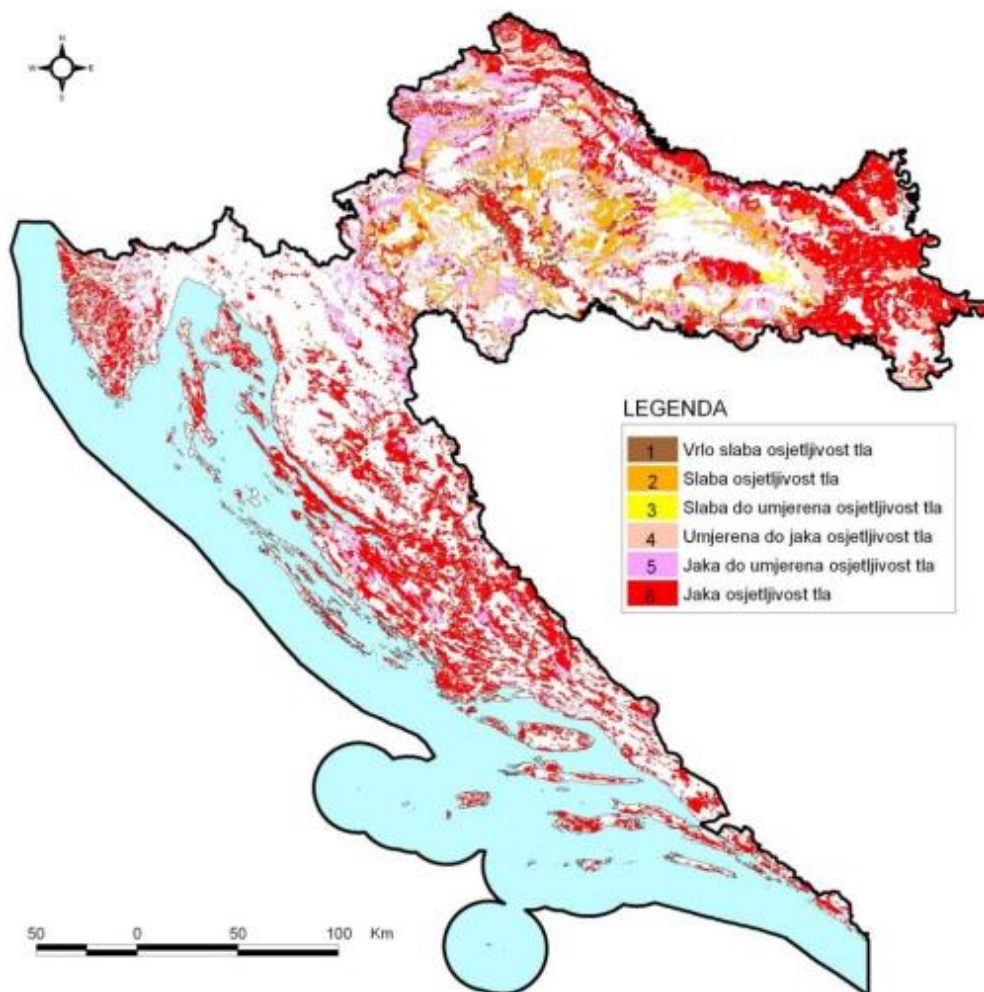 N
W E
S
LEGENDA
1 Vrlo slaba osjetljivost tla
2 Slaba osjetljivost tla
3 Slaba do umjerena osjetljivost tla
4 Umjerena do jaka osjetljivost tla
5 Jaka do umjerena osjetljivost tla
6 Jaka osjetljivost tla
50 0 50 100 Km